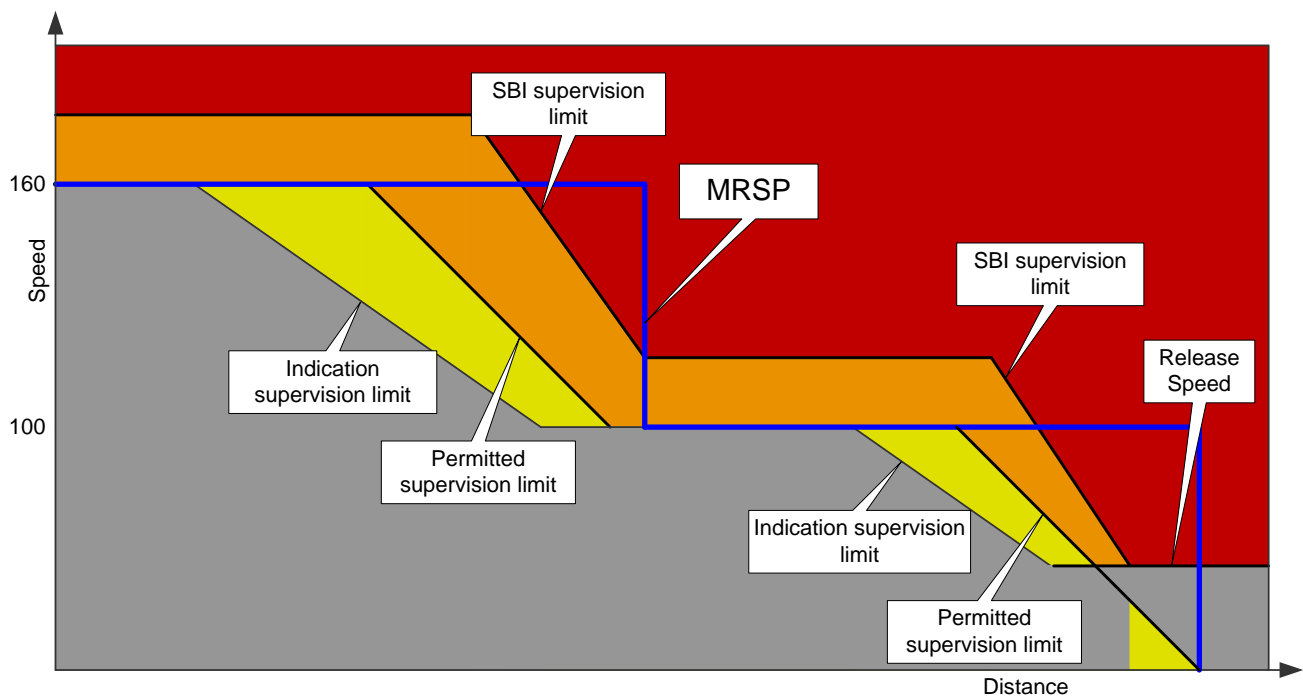 SBI supervision
limit
160
MRSP
Speed
SBI supervision
limit
Indication
supervision limit
Release
Speed
100
Permitted
supervision limit
Indication supervision
limit
Permitted
supervision limit
Distance